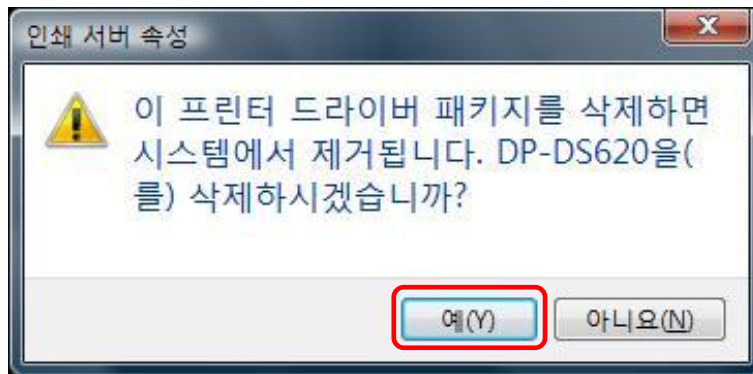 인쇄 서버 속성
이 프린터 드라이버 패키지를 삭제하면
시스템에서 제거됩니다. DP-DS620을(
를) 삭제하시겠습니까?
예(Y)
아니요(N)